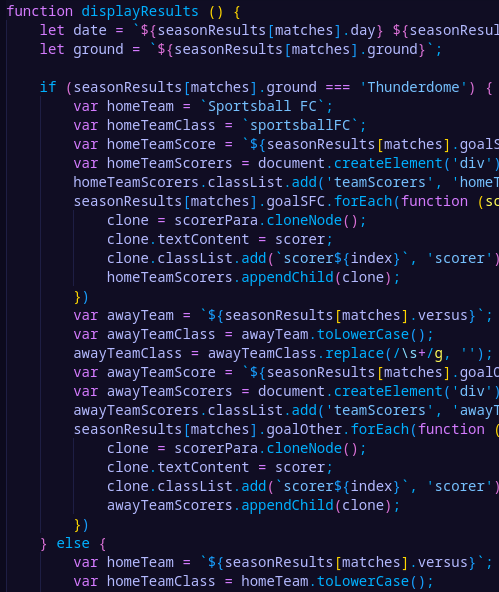 function displayResults () {
let date = `${seasonResults[matches].day} ${seasonResul
let ground = `${seasonResults[matches].ground}`;
if (seasonResults[matches].ground === 'Thunderdome') {
var homeTeam = `Sportsball FC`;
var homeTeamClass = `sportsballFC`;
var homeTeamScore = `${seasonResults[matches].goalS
var homeTeamScorers = document.createElement('div')
homeTeamScorers.classList.add('teamScorers', 'homeT
seasonResults[matches].goalSFC.forEach(function (sc
clone = scorerPara.cloneNode();
clone.textContent = scorer;
clone.classList.add(`scorer${index}`, 'scorer')
homeTeamScorers.appendChild(clone);
})
var awayTeam = `${seasonResults[matches].versus}`;
var awayTeamClass = awayTeam.toLowerCase();
awayTeamClass = awayTeamClass.replace(/\s+/g, '');
var awayTeamScore = `${seasonResults[matches].goalO
var awayTeamScorers = document.createElement('div')
awayTeamScorers.classList.add('teamScorers', 'awayT
seasonResults[matches].goalOther.forEach(function (
clone = scorerPara.cloneNode();
clone.textContent = scorer;
clone.classList.add(`scorer${index}`, 'scorer')
awayTeamScorers.appendChild(clone);
})
} else {
var homeTeam = `${seasonResults[matches].versus}`;
var homeTeamClass = homeTeam.toLowerCase();